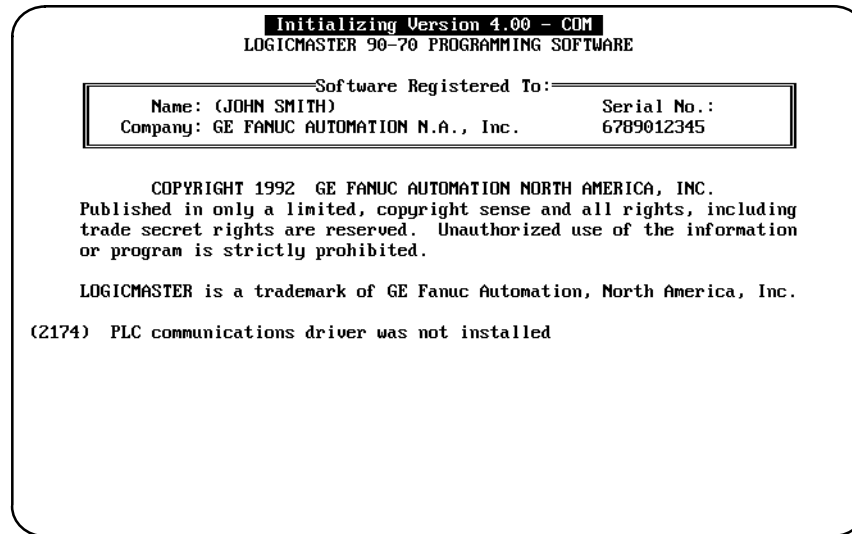 Initializing Version 4.00 - COM
LOGICMASTER 90-70 PROGRAMMING SOFTWARE
Software Registered To:
Name: (JOHN SMITH) Serial No.:
Company: GE FANUC AUTOMATION N.A., Inc. 6789012345
COPYRIGHT 1992 GE FANUC AUTOMATION NORTH AMERICA, INC.
Published in only a limited, copyright sense and all rights, including
trade secret rights are reserved. Unauthorized use of the information
or program is strictly prohibited.
LOGICMASTER is a trademark of GE Fanuc Automation, North America, Inc.
(2174) PLC communications driver was not installed